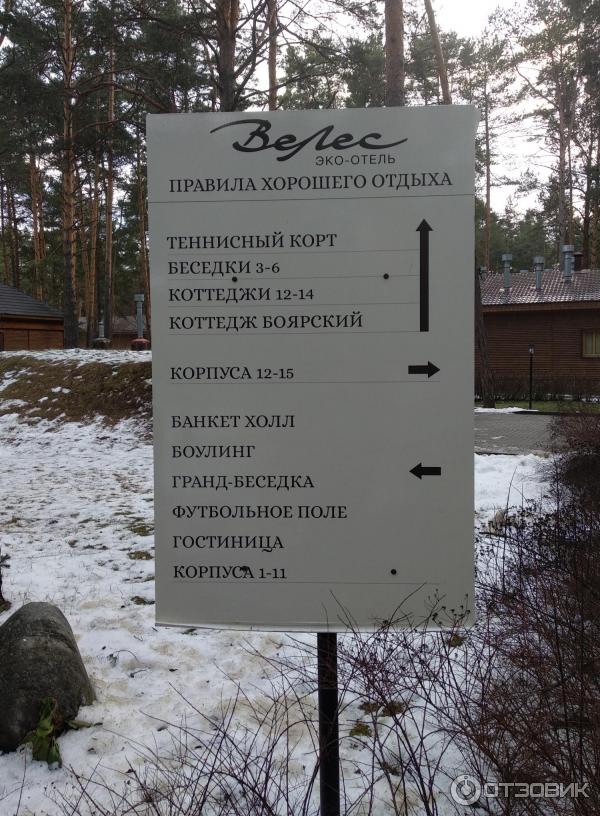 Велес
ЭКО-ОТЕЛЬ
ПРАВИЛА ХОРОШЕГО ОТДЫХА
ТЕННИСНЫЙ КОРТ
БЕСЕДКИ 3-6
КОТТЕДЖИ 12-14
КОТТЕДЖ БОЯРСКИЙ
КОРПУСА 12-15
БАНКЕТ ХОЛЛ
БОУЛИНГ
ГРАНД-БЕСЕДКА
ФУТБОЛЬНОЕ ПОЛЕ
ГОСТИНИЦА
КОРПУСА 1-11
ОТЗОВИК